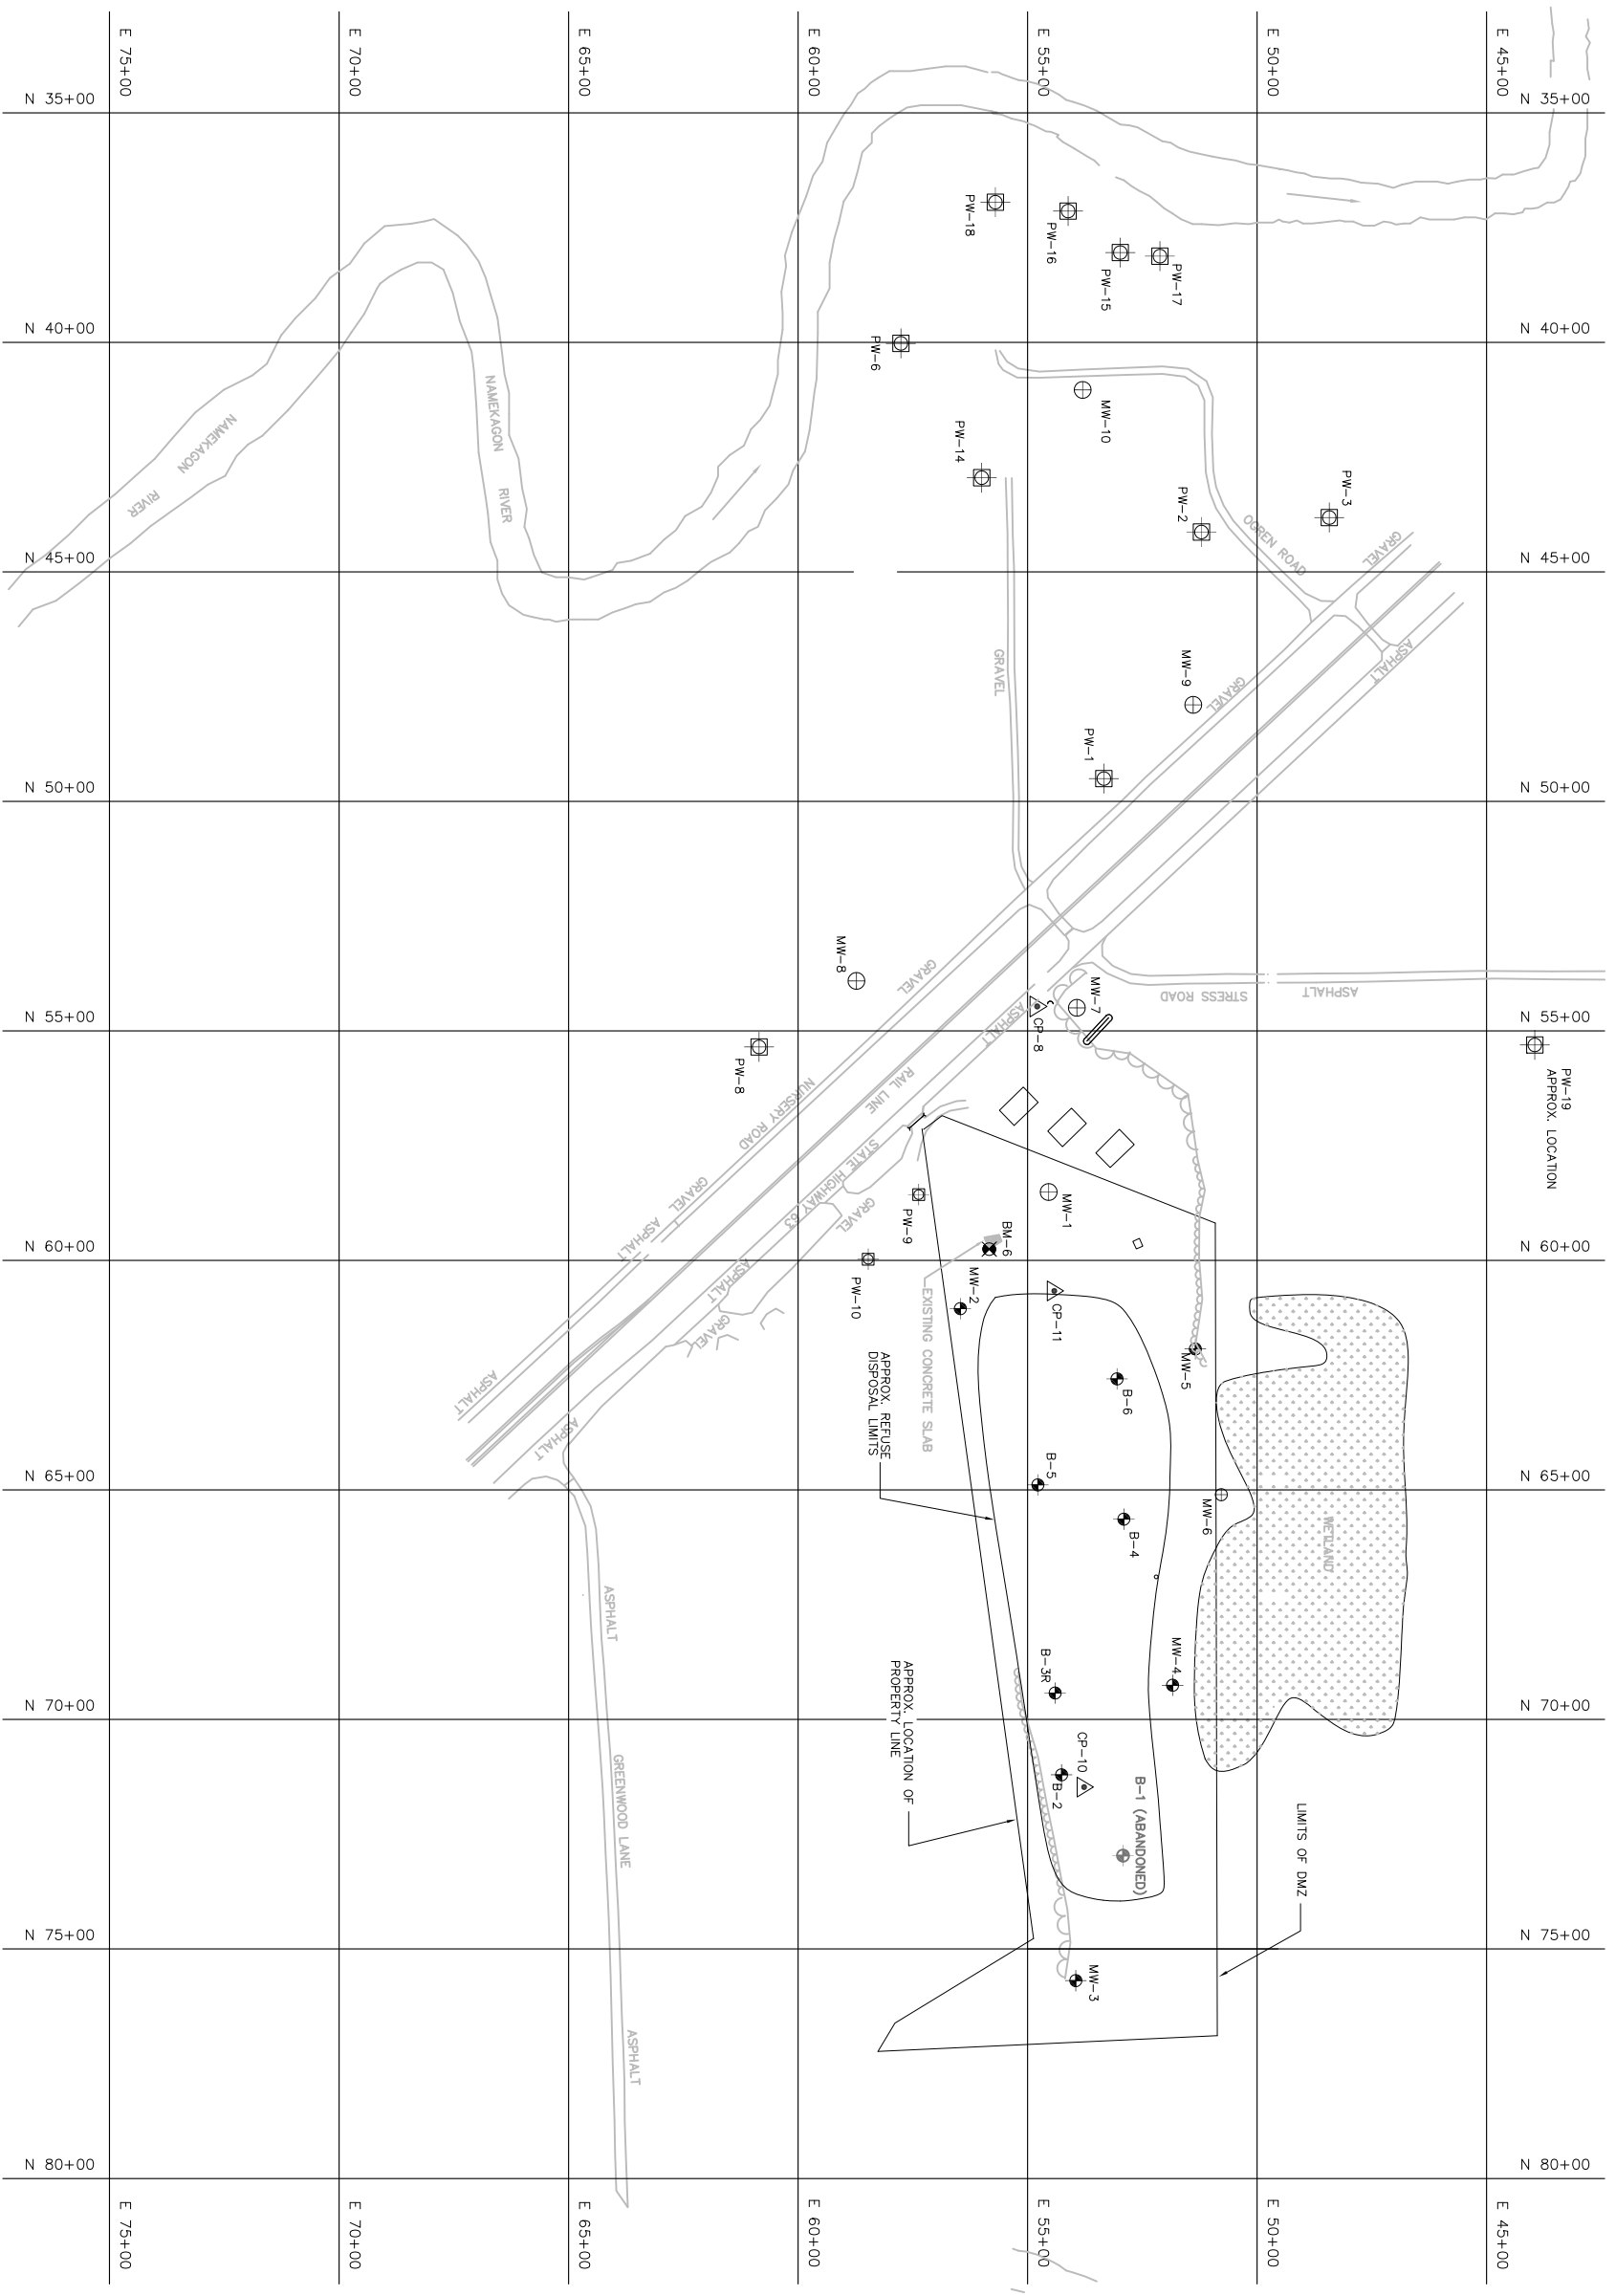 E 75+00
E 70+00
E 65+00
E 60+00
E 55+00
E 50+00
E 45+00
N 35+00
N 35+00
PW-18
PW-16
PW-15
PW-17
N 40+00
N 40+00
PW-6
MW-10
NAMEKAGON
RIVER
NAMEKAGON
RIVER
PW-14
PW-2
PW-3
OGREN ROAD
GRAVEL
N 45+00
N 45+00
ASPHALT
GRAVEL
MW-9
GRAVEL
PW-1
N 50+00
N 50+00
MW-8
GRAVEL
MW-7
STRESS ROAD
ASPHALT
CP-8
ASPHALT
N 55+00
N 55+00
PW-8
PW-19
APPROX. LOCATION
RAIL LINE
NURSERY ROAD
STATE HIGHWAY 63
GRAVEL
GRAVEL
ASPHALT
PW-9
MW-1
BM-6
N 60+00
N 60+00
PW-10
MW-2
CP-11
ASPHALT
GRAVEL
EXISTING CONCRETE SLAB
APPROX. REFUSE
DISPOSAL LIMITS
MW-5
B-6
ASPHALT
ASPHALT
B-5
N 65+00
N 65+00
MW-6
B-4
WETLAND
ASPHALT
B-3R
MW-4
APPROX. LOCATION OF
PROPERTY LINE
N 70+00
N 70+00
CP-10
B-2
B-1 (ABANDONED)
LIMITS OF DMZ
GREENWOOD LANE
N 75+00
N 75+00
MW-3
ASPHALT
N 80+00
N 80+00
E 75+00
E 70+00
E 65+00
E 60+00
E 55+00
E 50+00
E 45+00